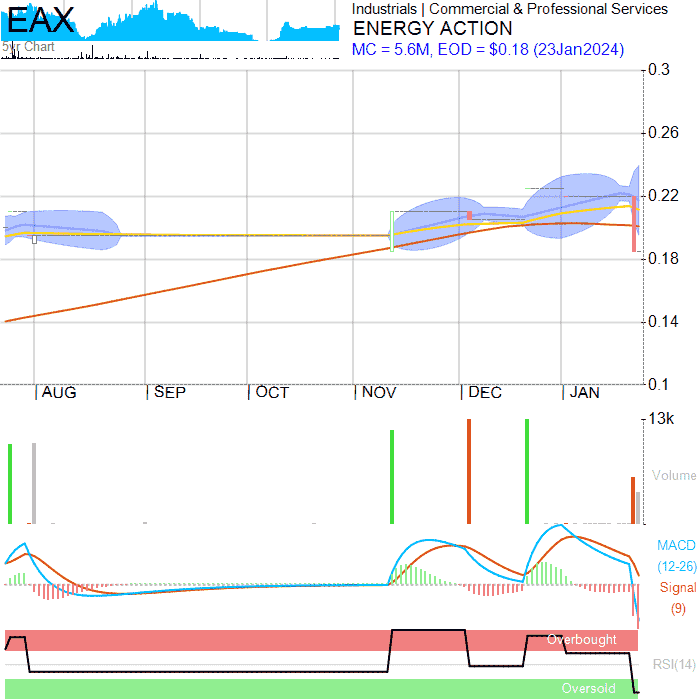 EAX
5yr Chart
Industrials | Commercial & Professional Services
ENERGY ACTION
MC = 5.6M, EOD = $0.18 (23Jan2024)
0.3
0.26
0.22
0.18
0.14
0.1
AUG
SEP
OCT
NOV
DEC
JAN
13k
Volume
MACD
(12-26)
Signal
(9)
Overbought
RSI(14)
Oversold